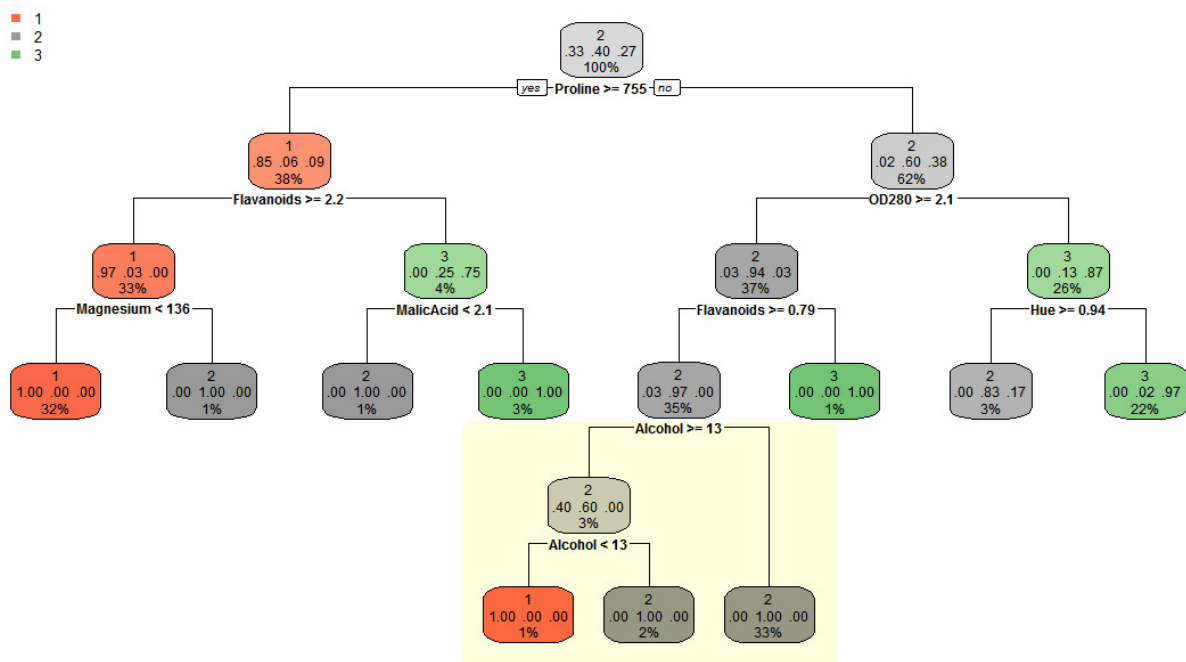 1
2
3
2
.33 .40 .27
100%
yes Proline >= 755 no
1
.85 .06 .09
38%
Flavanoids >= 2.2
2
.02 .60 .38
62%
OD280 >= 2.1
1
.97 .03 .00
33%
Magnesium < 136
3
.00 .25 .75
4%
MalicAcid < 2.1
2
.03 .94 .03
37%
Flavanoids >= 0.79
3
.00 .13 .87
26%
Hue >= 0.94
1
1.00 .00 .00
32%
2
.00 1.00 .00
1%
2
.00 1.00 .00
1%
3
.00 .00 1.00
3%
2
.03 .97 .00
35%
Alcohol >= 13
3
.00 .00 1.00
1%
2
.00 .83 .17
3%
3
.00 .02 .97
22%
2
.40 .60 .00
3%
Alcohol < 13
1
1.00 .00 .00
1%
2
.00 1.00 .00
2%
2
.00 1.00 .00
33%